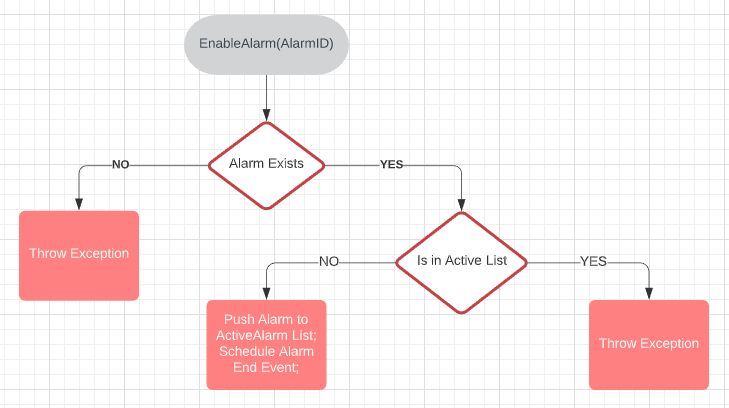 EnableAlarm(AlarmID)
Alarm Exists
NO
YES
Throw Exception
Is in Active List
NO
YES
Push Alarm to
ActiveAlarm List;
Schedule Alarm
End Event;
Throw Exception